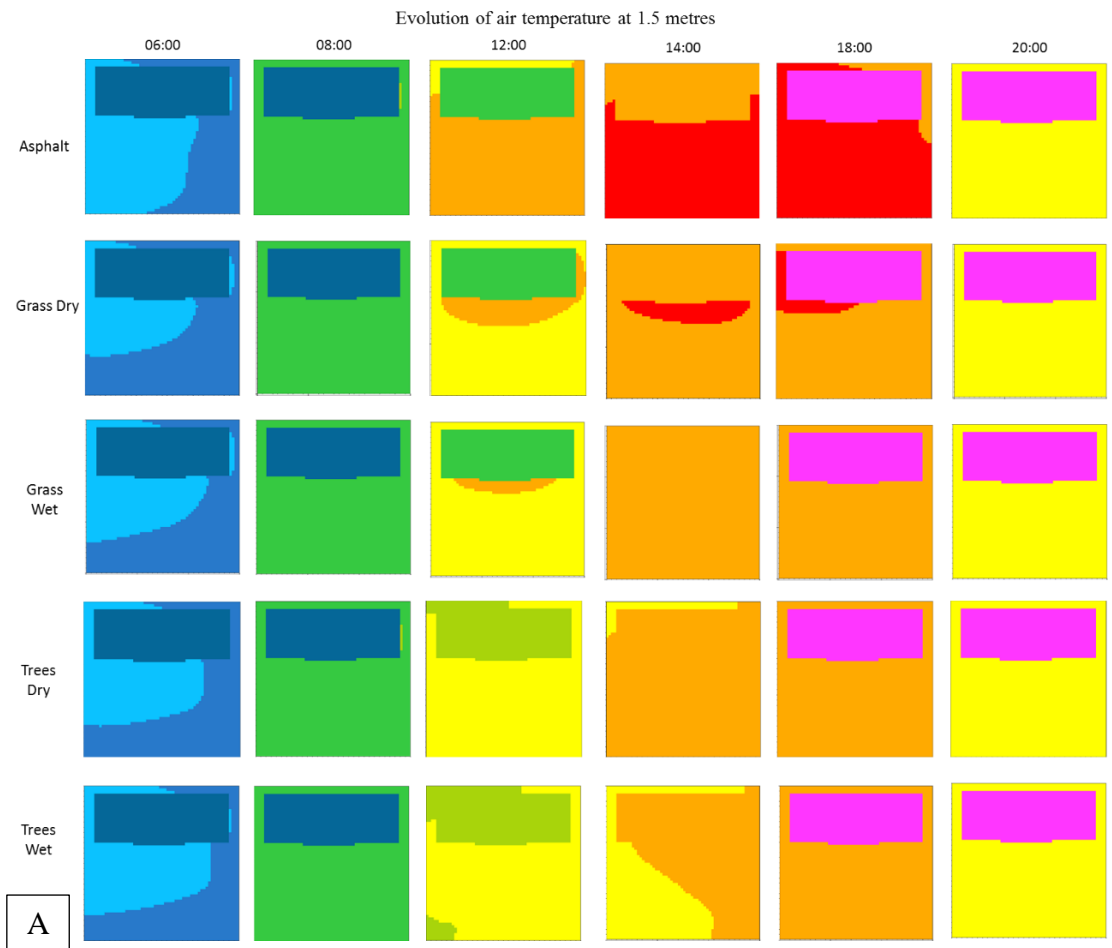 Evolution of air temperature at 1.5 metres
06:00 08:00 12:00 14:00 18:00 20:00
Asphalt
Grass Dry
Grass
Wet
Trees
Dry
Trees
Wet
A